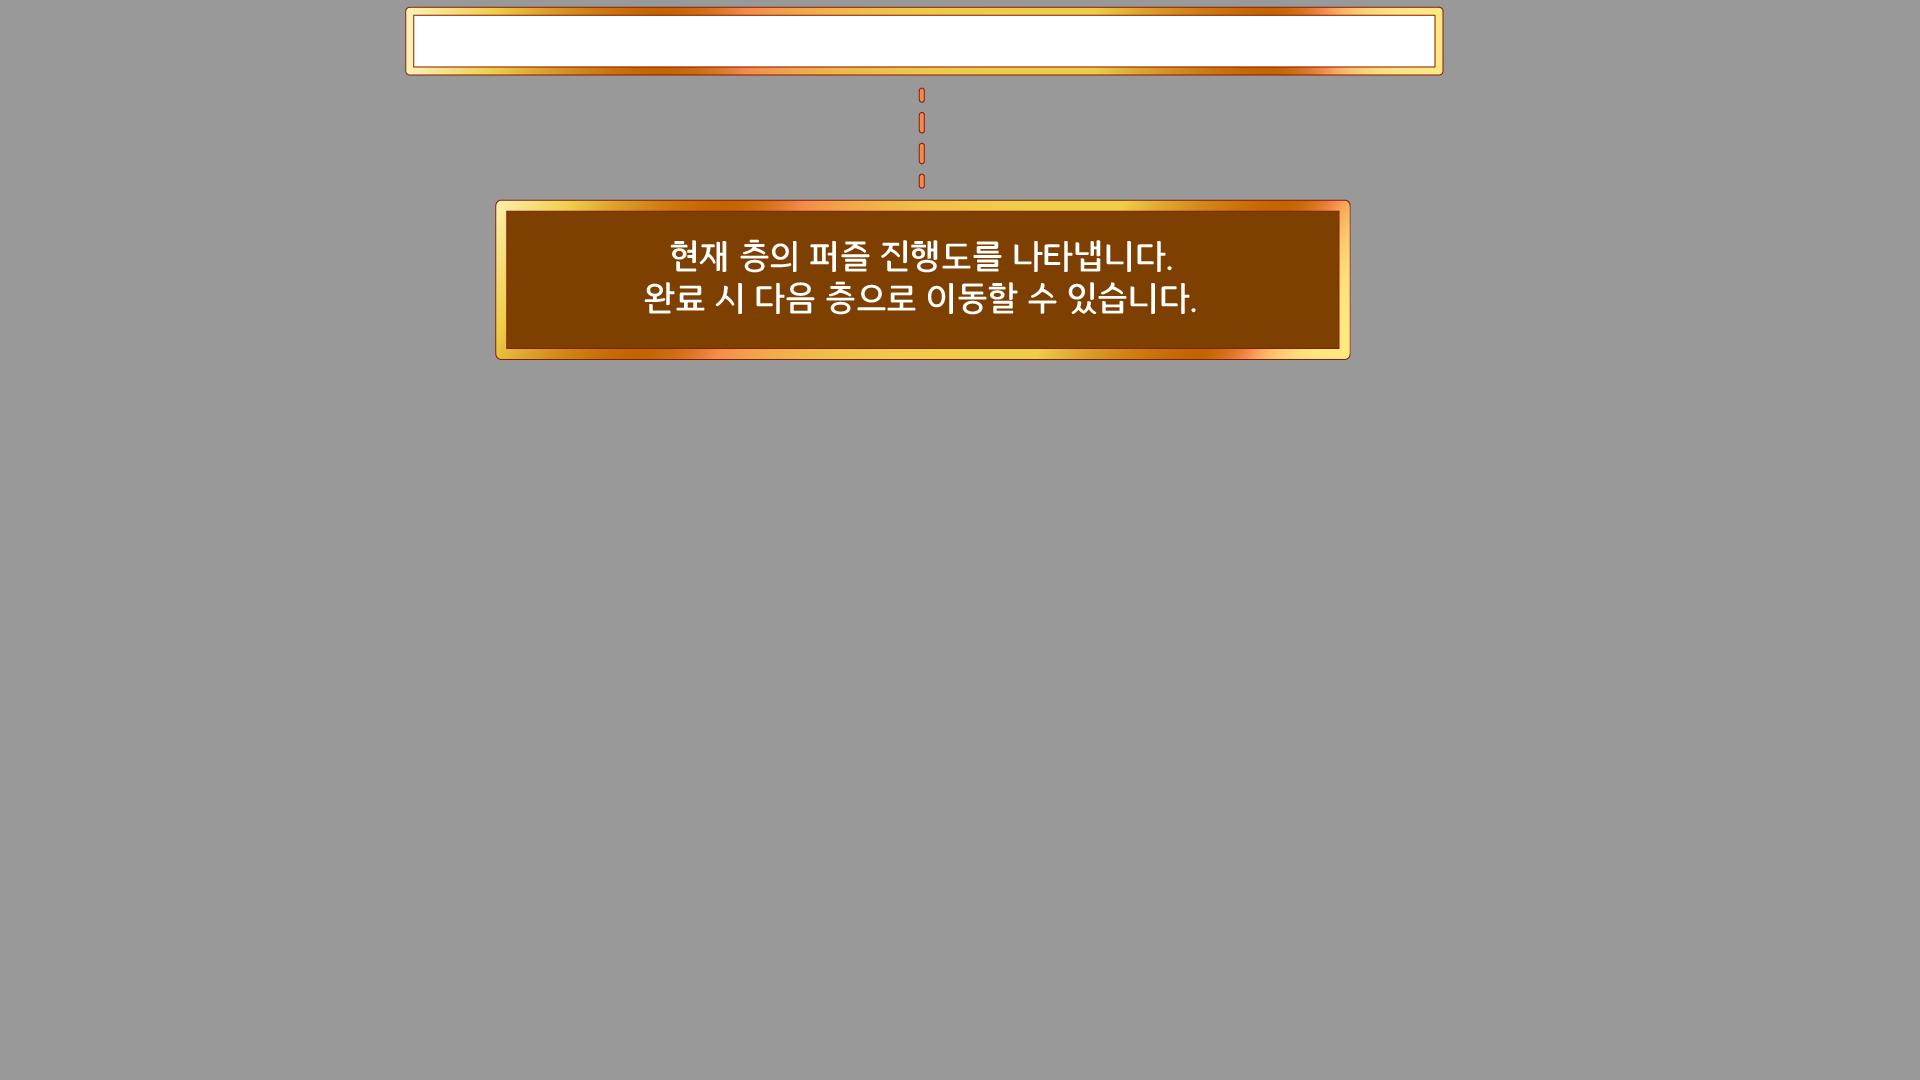 현재 층의 퍼즐 진행도를 나타냅니다.
완료 시 다음 층으로 이동할 수 있습니다.